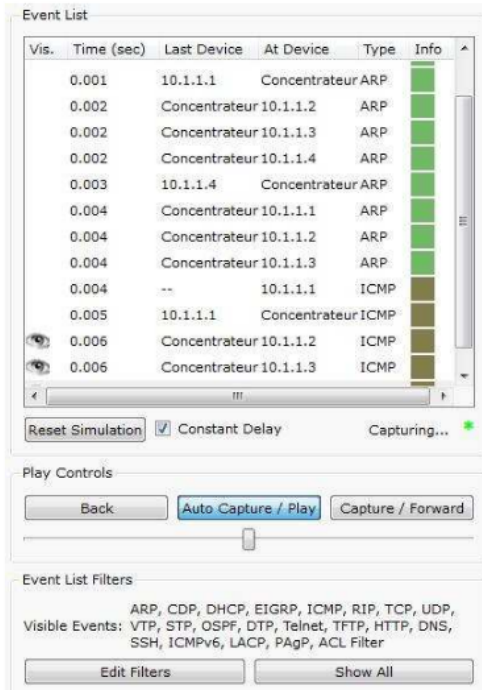 Event List
Vis. Time (sec) Last Device At Device Type Info
0.001 10.1.1.1 Concentrateur ARP
0.002 Concentrateur 10.1.1.2 ARP
0.002 Concentrateur 10.1.1.3 ARP
0.002 Concentrateur 10.1.1.4 ARP
0.003 10.1.1.4 Concentrateur ARP
0.004 Concentrateur 10.1.1.1 ARP
0.004 Concentrateur 10.1.1.2 ARP
0.004 Concentrateur 10.1.1.3 ARP
0.004 -- 10.1.1.1 ICMP
0.005 10.1.1.1 Concentrateur ICMP
0.006 Concentrateur 10.1.1.2 ICMP
0.006 Concentrateur 10.1.1.3 ICMP
Reset Simulation Constant Delay Capturing... *
Play Controls
Back Auto Capture / Play Capture / Forward
Event List Filters
ARP, CDP, DHCP, EIGRP, ICMP, RIP, TCP, UDP,
Visible Events: VTP, STP, OSPF, DTP, Telnet, TFTP, HTTP, DNS,
SSH, ICMPv6, LACP, PAgP, ACL Filter
Edit Filters Show All